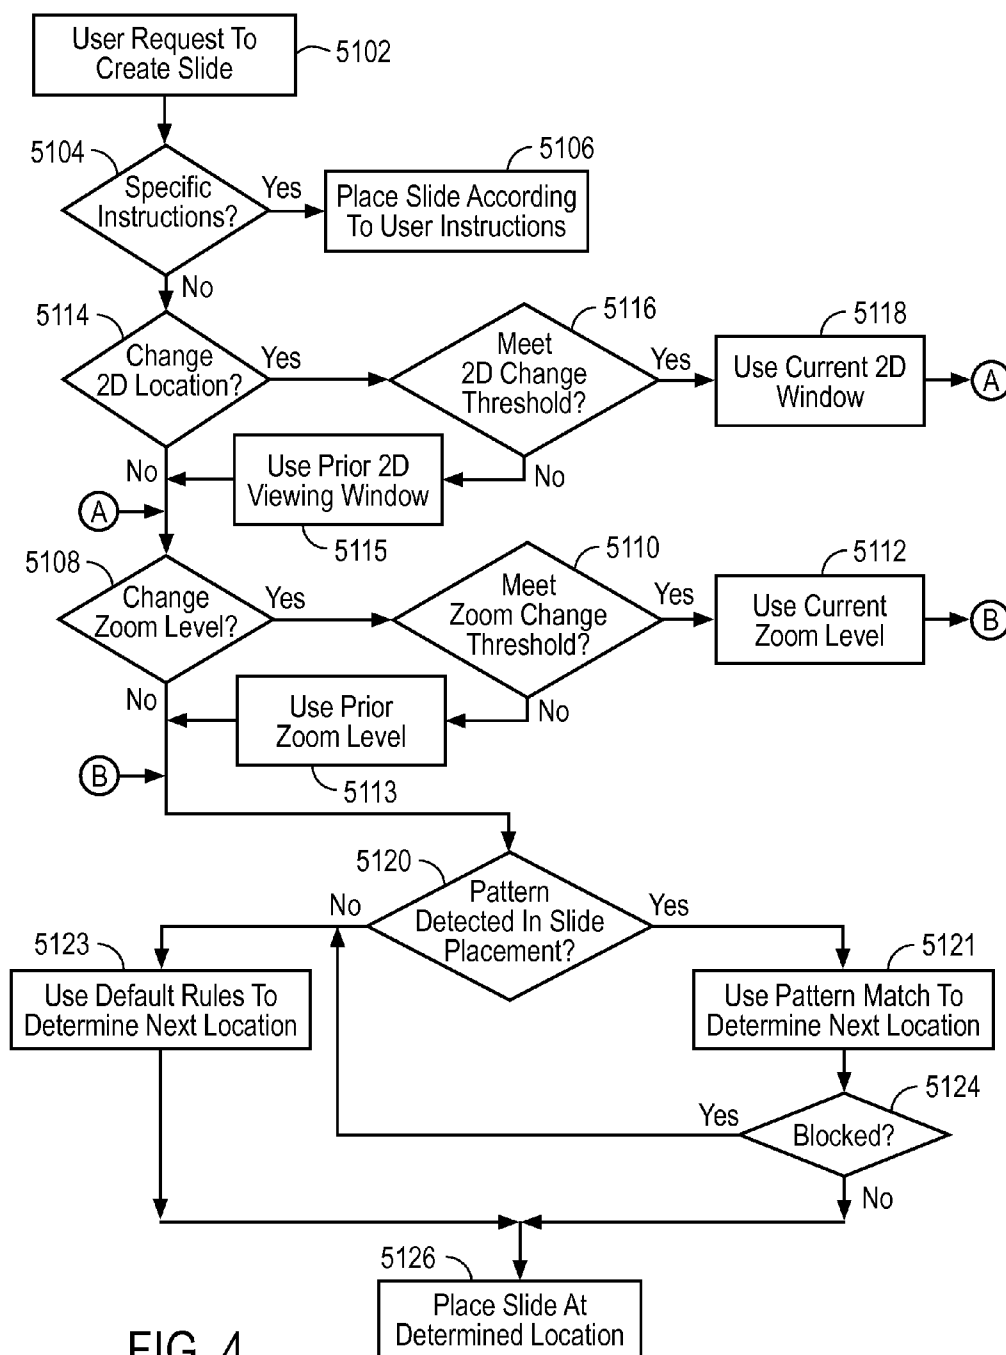 User Request To
Create Slide
5102
5104
Specific
Instructions?
Yes
5106
Place Slide According
To User Instructions
No
5114
Change
2D Location?
Yes
5116
Meet
2D Change
Threshold?
Yes
5118
Use Current 2D
Window
A
No
Use Prior 2D
Viewing Window
5115
No
A
5108
Change
Zoom Level?
Yes
5110
Meet
Zoom Change
Threshold?
Yes
5112
Use Current
Zoom Level
B
No
Use Prior
Zoom Level
5113
No
B
5120
Pattern
Detected In Slide
Placement?
No
Yes
5123
Use Default Rules To
Determine Next Location
5121
Use Pattern Match To
Determine Next Location
5124
Blocked?
Yes
No
5126
Place Slide At
Determined Location
FIG. 4